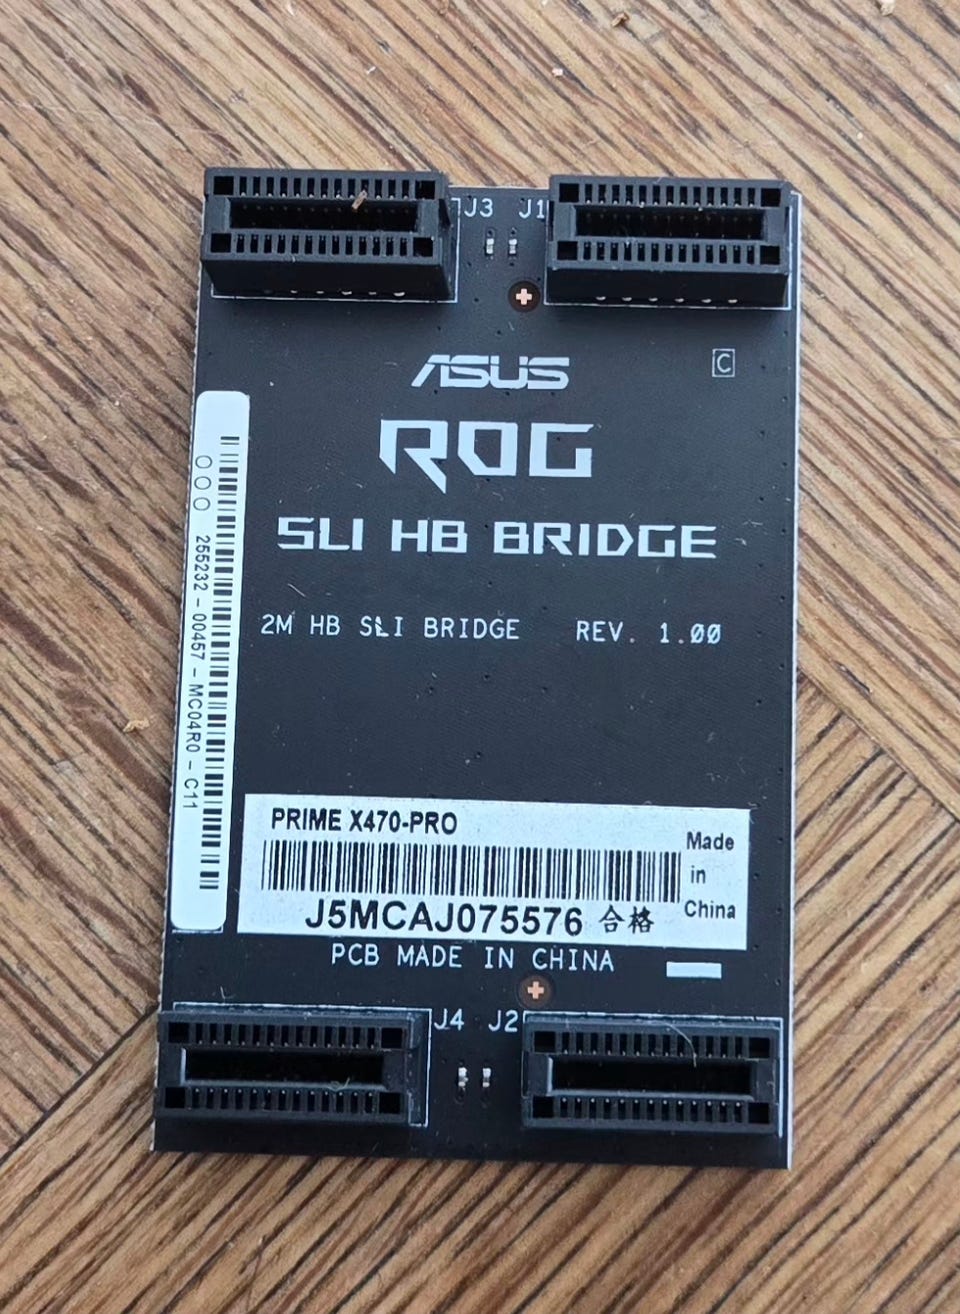 J3 J1
ASUS
C
ROG
SLI HB BRIDGE
2M HB SLI BRIDGE REV. 1.00
255232-00457-MC04R0-C11
PRIME X470-PRO
Made
in
China
J5MCAJ075576 合格
PCB MADE IN CHINA
J4 J2